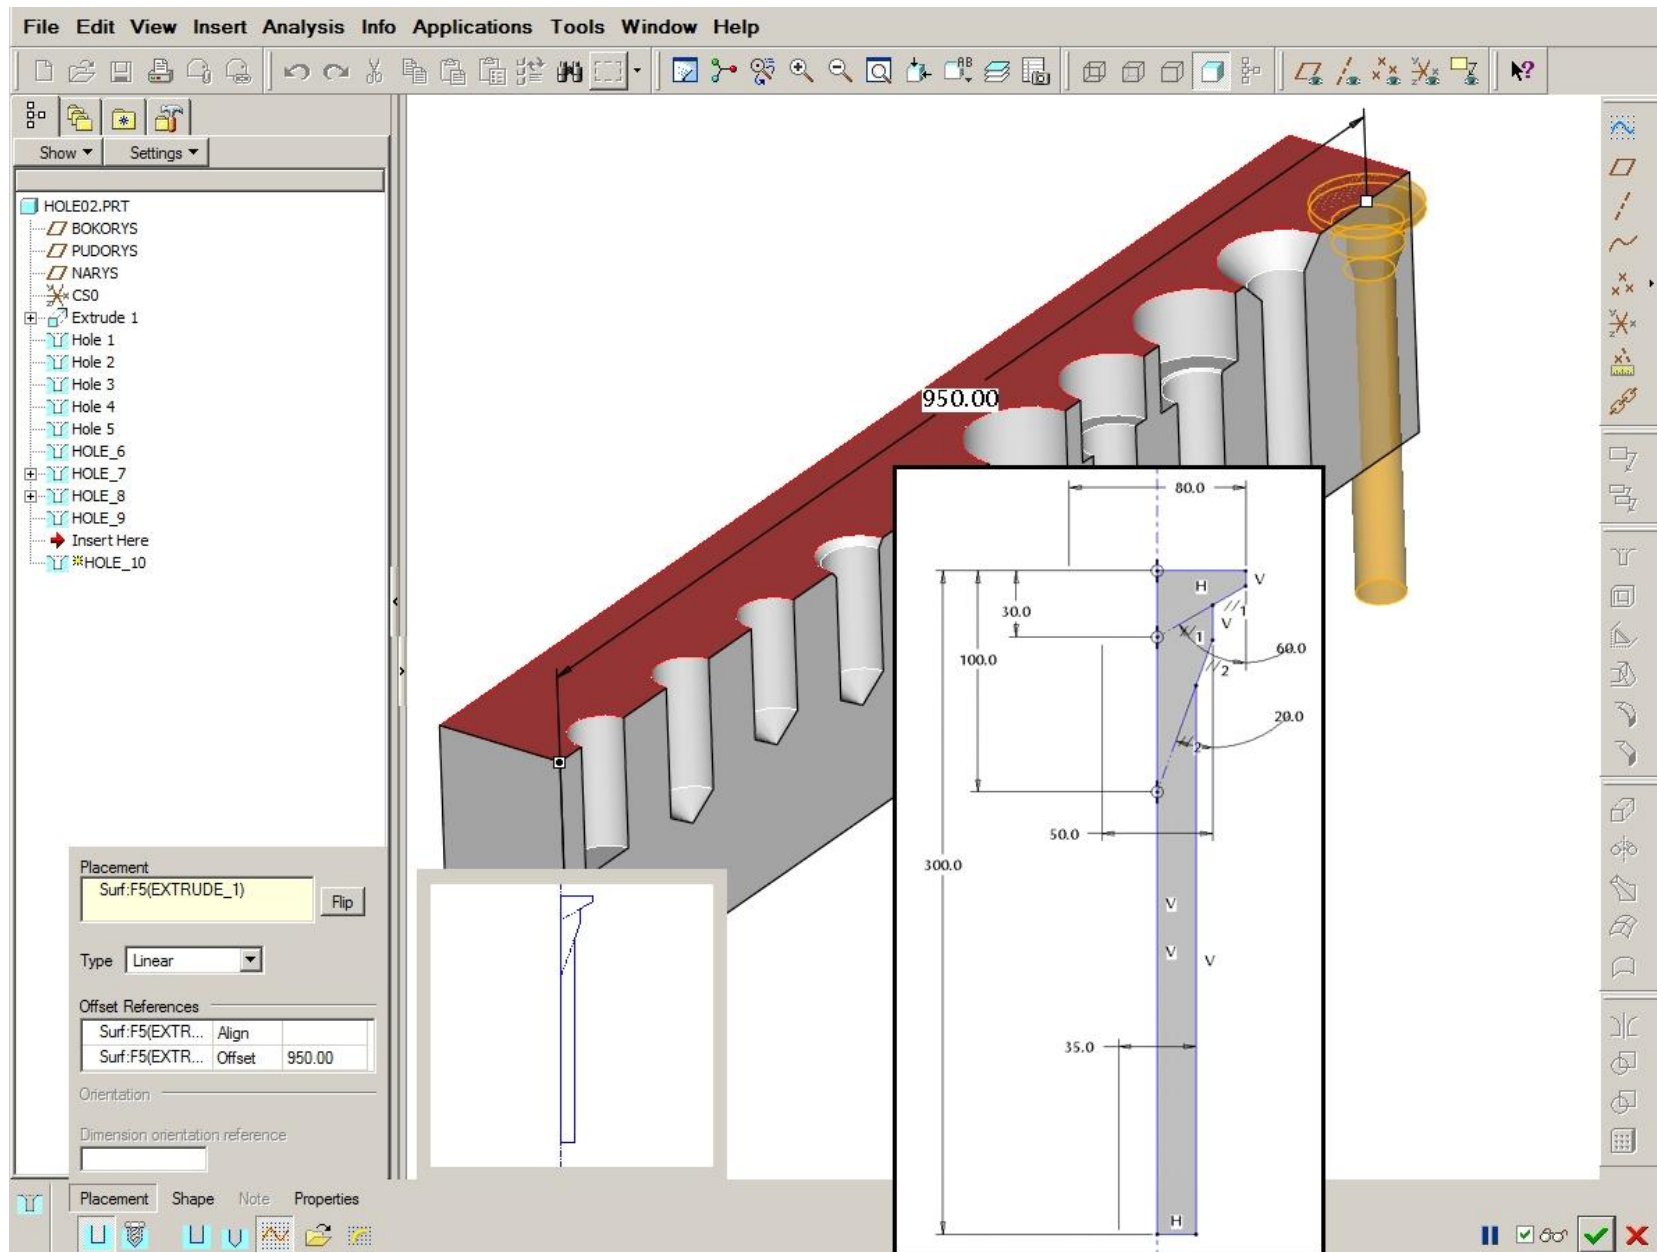 File Edit View Insert Analysis Info Applications Tools Window Help
Show Settings
HOLE02.PRT
BOKORYS
PUDORYS
NARYS
CS0
Extrude 1
Hole 1
Hole 2
Hole 3
Hole 4
Hole 5
HOLE_6
HOLE_7
HOLE_8
HOLE_9
Insert Here
HOLE_10
950.00
80.0
H
V
30.0
//1
V
//1
60.0
100.0
//2
20.0
//2
50.0
300.0
V
V
V
35.0
H
Placement
Surf:F5(EXTRUDE_1)
Flip
Type Linear
Offset References
Surf:F5(EXTR... Align
Surf:F5(EXTR... Offset 950.00
Orientation
Dimension orientation reference
Placement Shape Note Properties